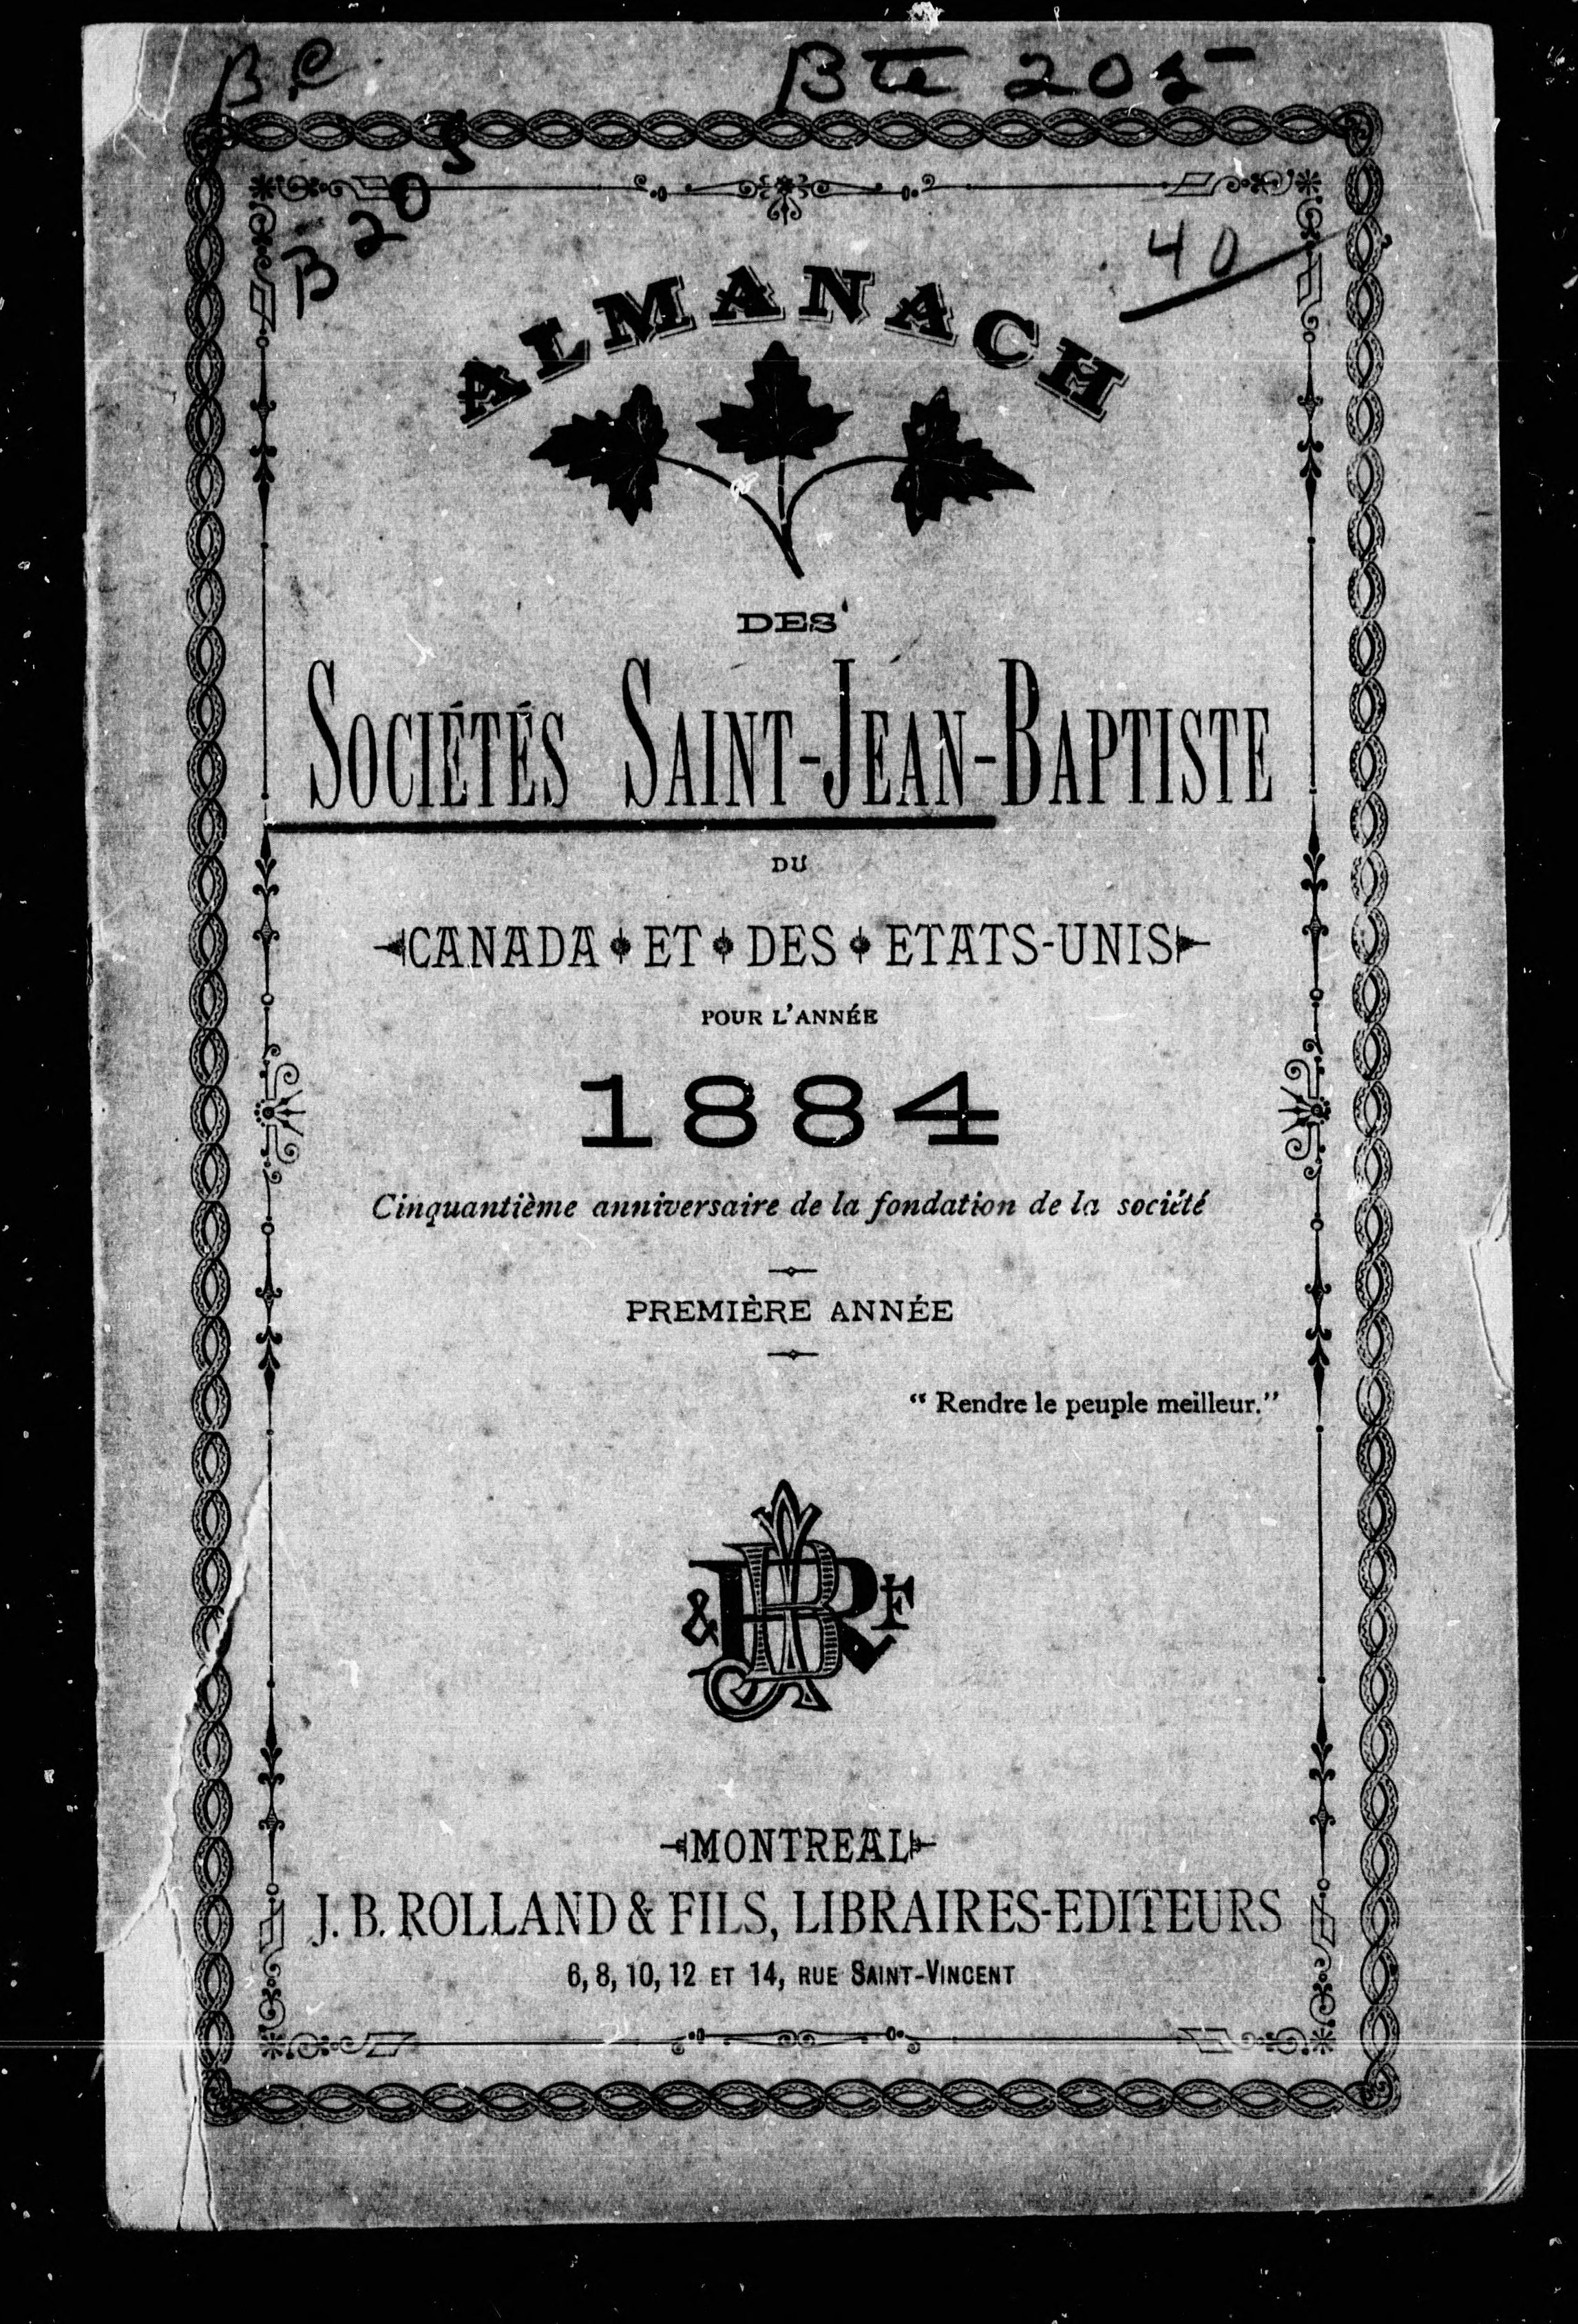 B.C. Bte 205
B 205
40
ALMANACH
DES
SOCIÉTÉS SAINT-JEAN-BAPTISTE
DU
CANADA ET DES ETATS-UNIS
POUR L'ANNÉE
1884
Cinquantième anniversaire de la fondation de la société
PREMIÈRE ANNÉE
“ Rendre le peuple meilleur.”
& JBR F
MONTREAL
J. B. ROLLAND & FILS, LIBRAIRES-EDITEURS
6, 8, 10, 12 ET 14, RUE SAINT-VINCENT